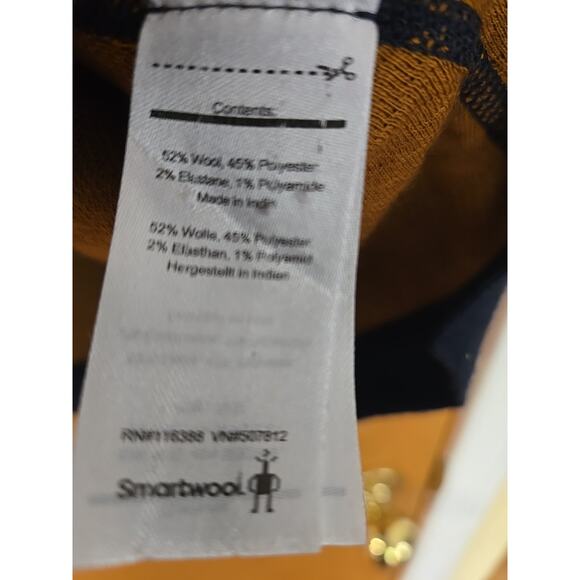 Contents:
52% Wool, 45% Polyester
2% Elastane, 1% Polyamide
Made in India
52% Wolle, 45% Polyester
2% Elasthan, 1% Polyamid
Hergestellt in Indien
RN#116388 VN#507812
Smartwool